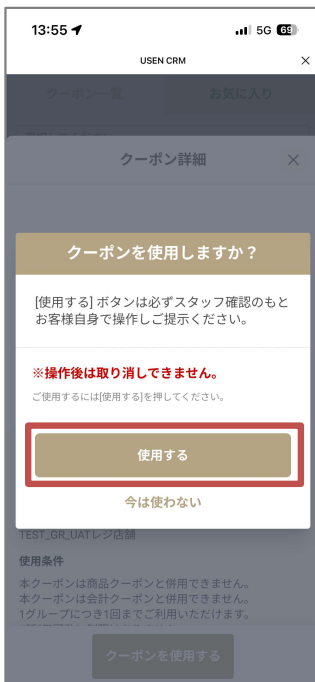 13:55
5G 69
USEN CRM
クーポン一覧
お気に入り
クーポン詳細
クーポンを使用しますか？
[使用する] ボタンは必ずスタッフ確認のもと
お客様自身で操作しご提示ください。
※操作後は取り消しできません。
ご使用するには[使用する]を押してください。
使用する
今は使わない
TEST_GR_UATレジ店舗
使用条件
本クーポンは商品クーポンと併用できません。
本クーポンは会計クーポンと併用できません。
1グループにつき1回までご利用いただけます。
クーポンを使用する